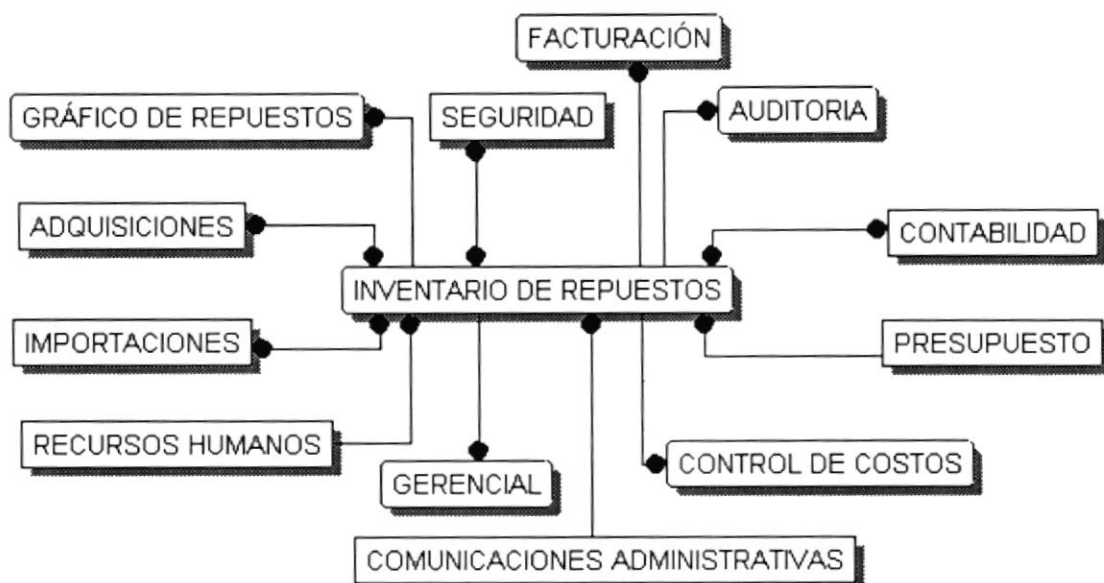 FACTURACIÓN
GRÁFICO DE REPUESTOS
SEGURIDAD
AUDITORIA
ADQUISICIONES
CONTABILIDAD
INVENTARIO DE REPUESTOS
IMPORTACIONES
PRESUPUESTO
RECURSOS HUMANOS
GERENCIAL
CONTROL DE COSTOS
COMUNICACIONES ADMINISTRATIVAS